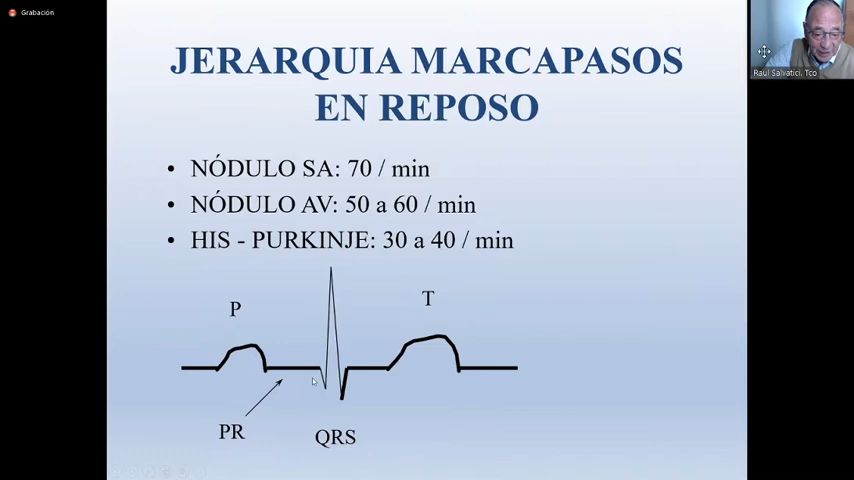 Grabación
Raul Salvatici, Tco
JERARQUIA MARCAPASOS
EN REPOSO
• NÓDULO SA: 70 / min
• NÓDULO AV: 50 a 60 / min
• HIS - PURKINJE: 30 a 40 / min
P
T
PR
QRS